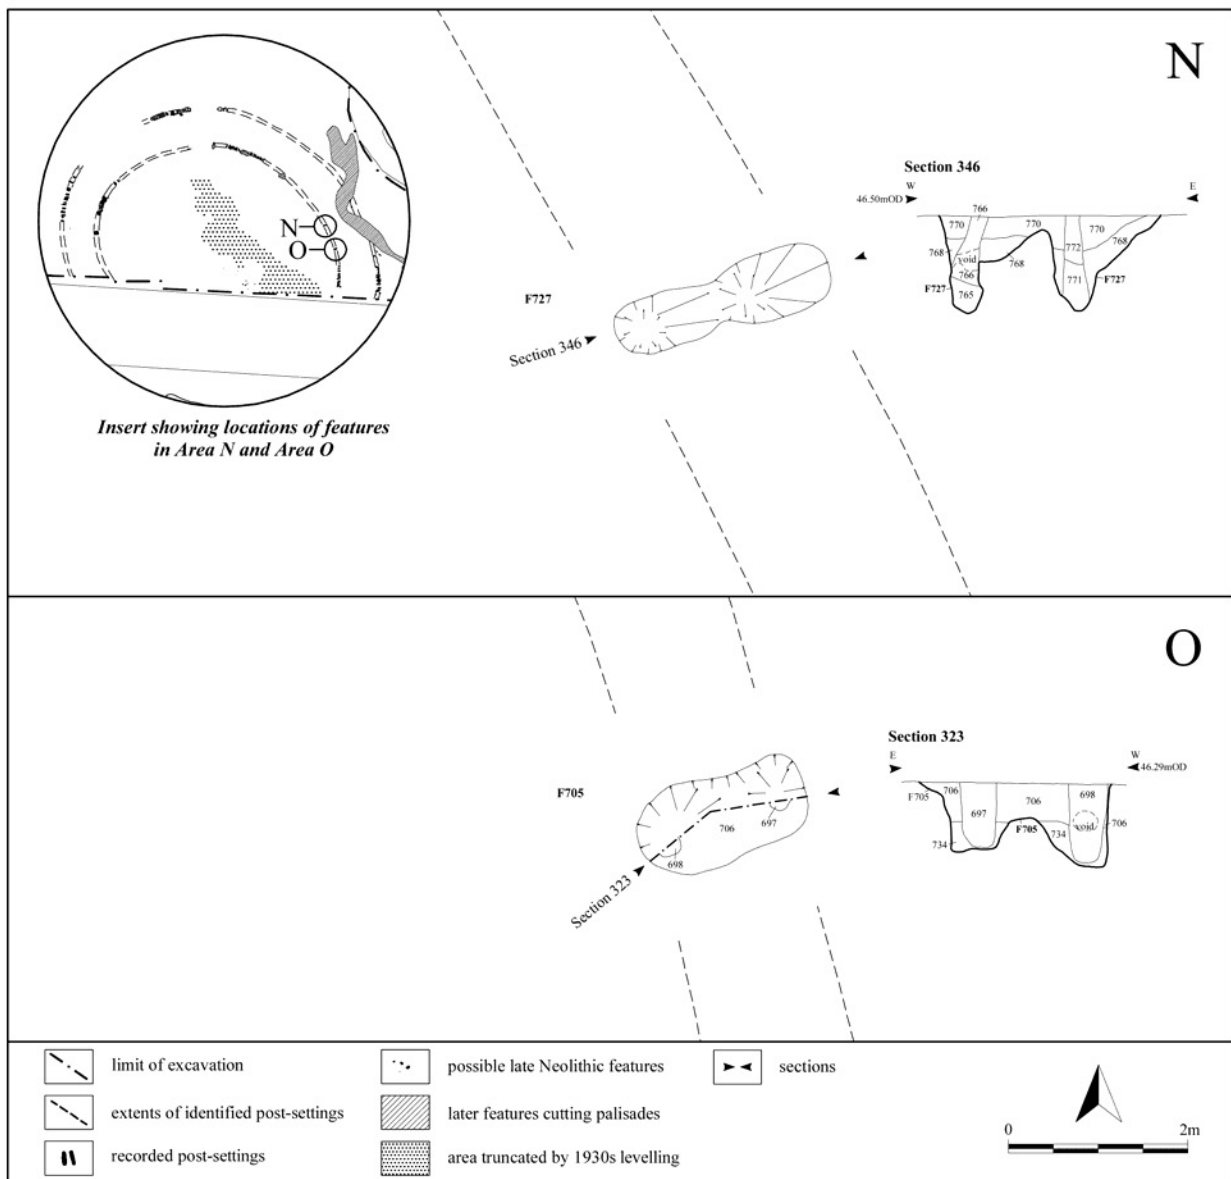 N
Section 346
W
E
46.50mOD
766
770
770
770
772
768
768
void
768
766
771
F727
F727
765
N
O
F727
Section 346
Insert showing locations of features
in Area N and Area O
O
Section 323
E
W
46.29mOD
F705
706
698
706
697
void
F705
706
734
734
F705
706
697
698
Section 323
limit of excavation
possible late Neolithic features
sections
extents of identified post-settings
later features cutting palisades
recorded post-settings
area truncated by 1930s levelling
0
2m